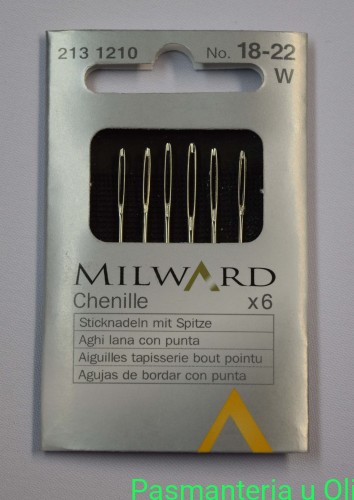 213 1210 No. 18-22
W
MILWARD
Chenille x6
Sticknadeln mit Spitze
Aghi lana con punta
Aiguilles tapisserie bout pointu
Agujas de bordar con punta
Pasmanteria u Oli